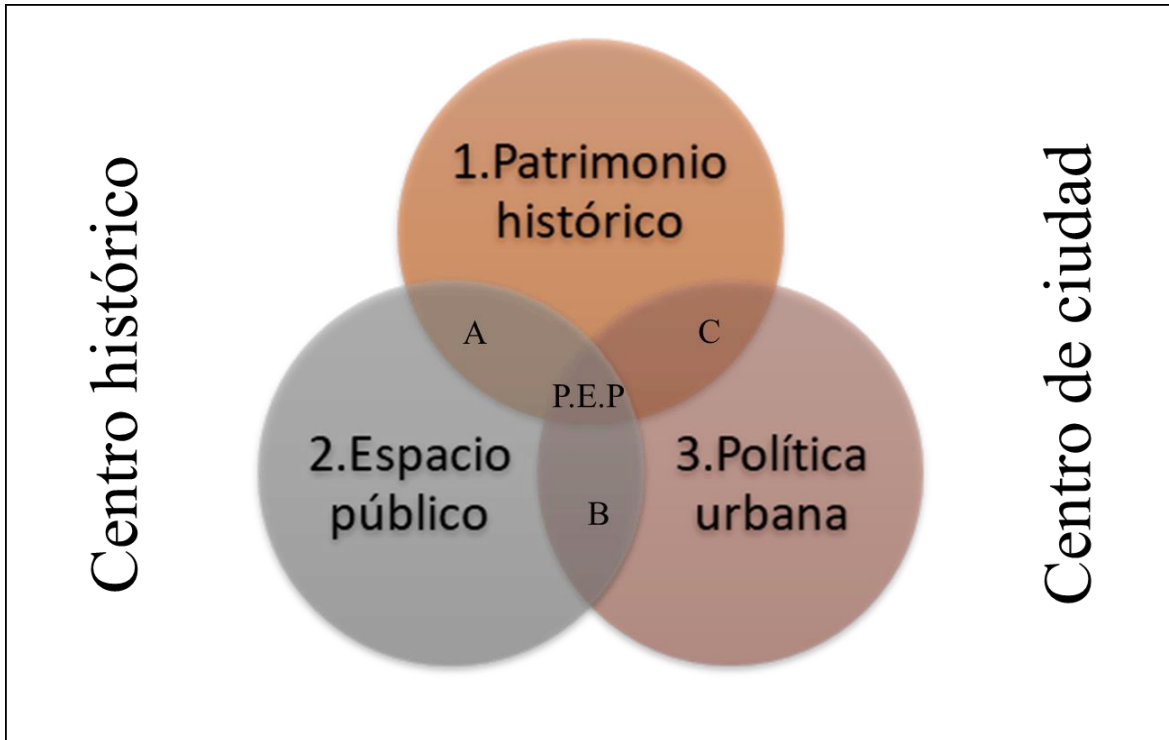 Centro histórico
1.Patrimonio
histórico
A
C
P.E.P
2.Espacio
público
3.Política
urbana
B
Centro de ciudad